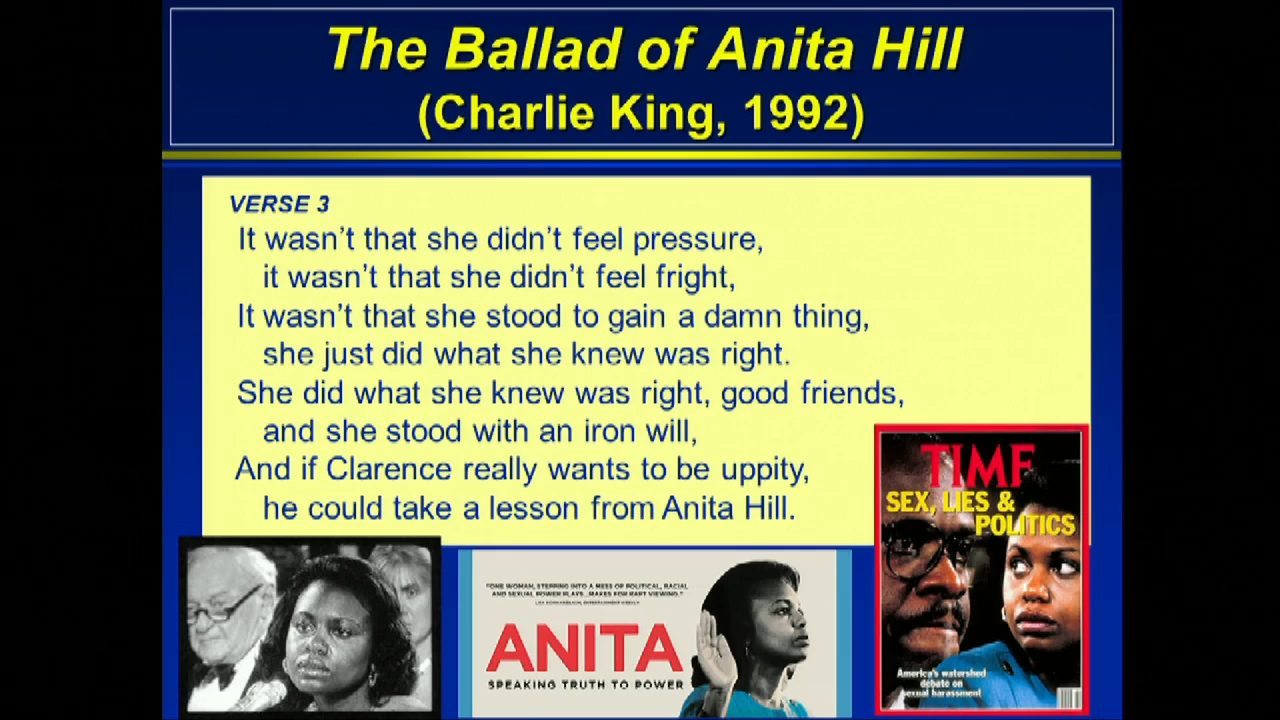 The Ballad of Anita Hill
(Charlie King, 1992)
VERSE 3
It wasn't that she didn't feel pressure,
it wasn't that she didn't feel fright,
It wasn't that she stood to gain a damn thing,
she just did what she knew was right.
She did what she knew was right, good friends,
and she stood with an iron will,
And if Clarence really wants to be uppity,
he could take a lesson from Anita Hill.
"ONE WOMAN, STEPPING INTO A MESS OF POLITICAL, RACIAL
AND SEXUAL POWER PLAYS...MAKES FOR RAPT VIEWING."
ENTERTAINMENT WEEKLY
ANITA
SPEAKING TRUTH TO POWER
TIME
SEX, LIES &
POLITICS
America's watershed
debate on
sexual harassment